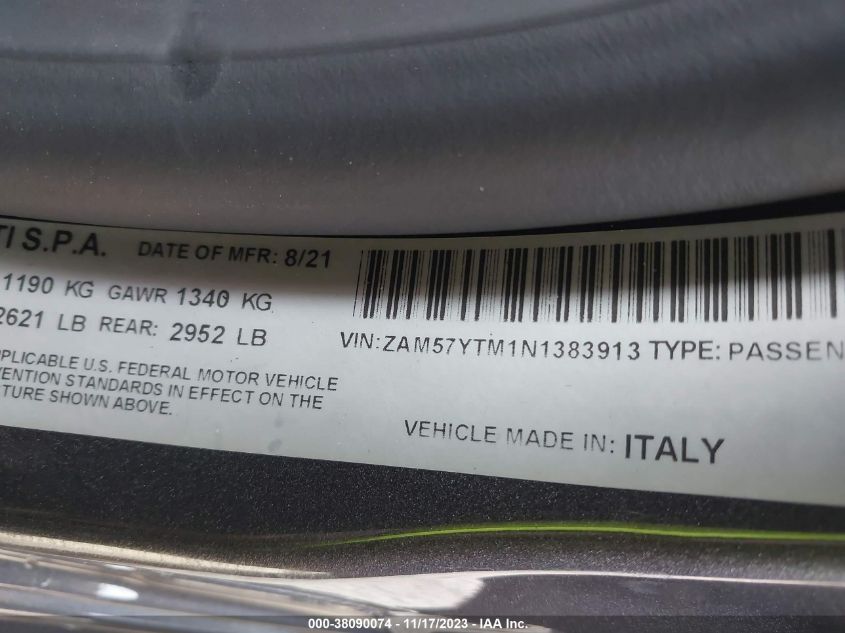 TI S.P.A. DATE OF MFR: 8/21
1190 KG GAWR 1340 KG
2621 LB REAR: 2952 LB
VIN:ZAM57YTM1N1383913 TYPE: PASSEN
PLICABLE U.S. FEDERAL MOTOR VEHICLE
VENTION STANDARDS IN EFFECT ON THE
TURE SHOWN ABOVE.
VEHICLE MADE IN: ITALY
000-38090074 - 11/17/2023 - IAA Inc.